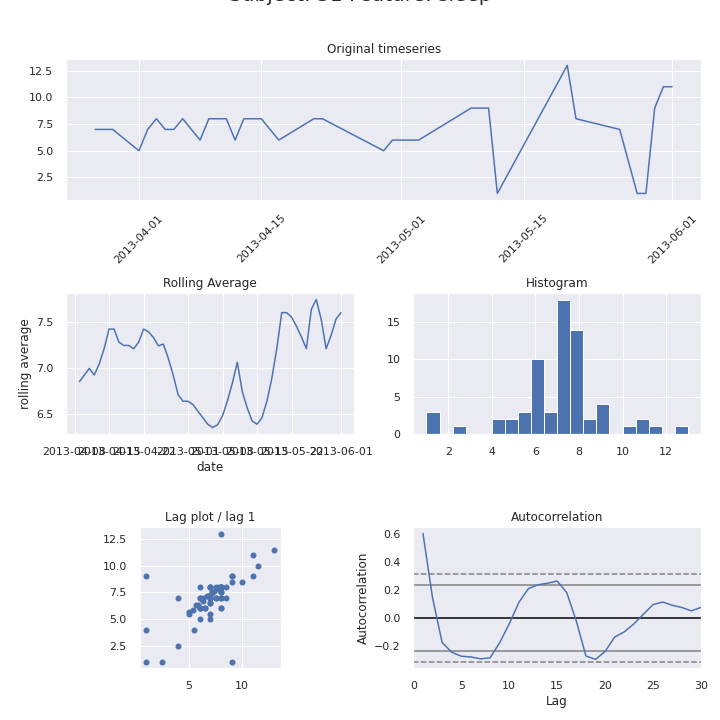 Original timeseries
12.5
10.0
7.5
5.0
2.5
2013-04-01
2013-04-15
2013-05-01
2013-05-15
2013-06-01
Rolling Average
Histogram
rolling average
7.5
7.0
6.5
15
10
5
0
2013-06-01
2 4 6 8 10 12
date
Lag plot / lag 1
Autocorrelation
12.5
10.0
7.5
5.0
2.5
5 10
Autocorrelation
0.6
0.4
0.2
0.0
−0.2
0 5 10 15 20 25 30
Lag